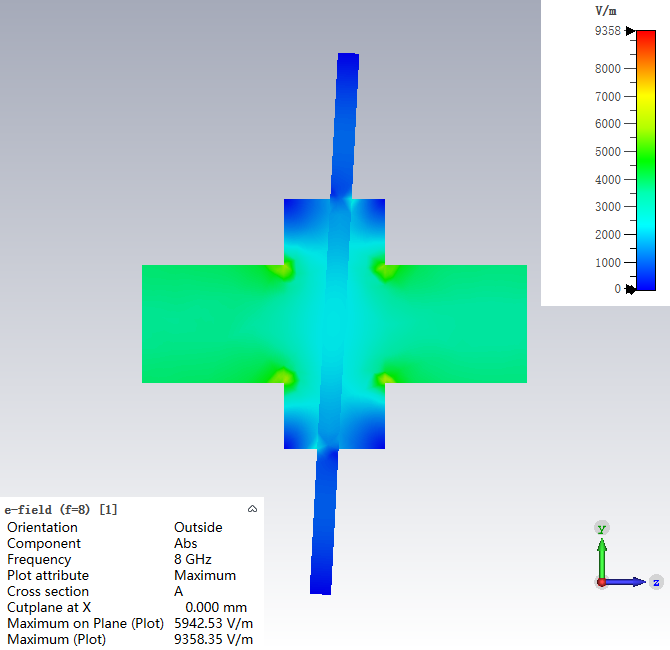 V/m
9358
8000
7000
6000
5000
4000
3000
2000
1000
0
e-field (f=8) [1]
Orientation Outside
Component Abs
Frequency 8 GHz
Plot attribute Maximum
Cross section A
Cutplane at X 0.000 mm
Maximum on Plane (Plot) 5942.53 V/m
Maximum (Plot) 9358.35 V/m
y
z